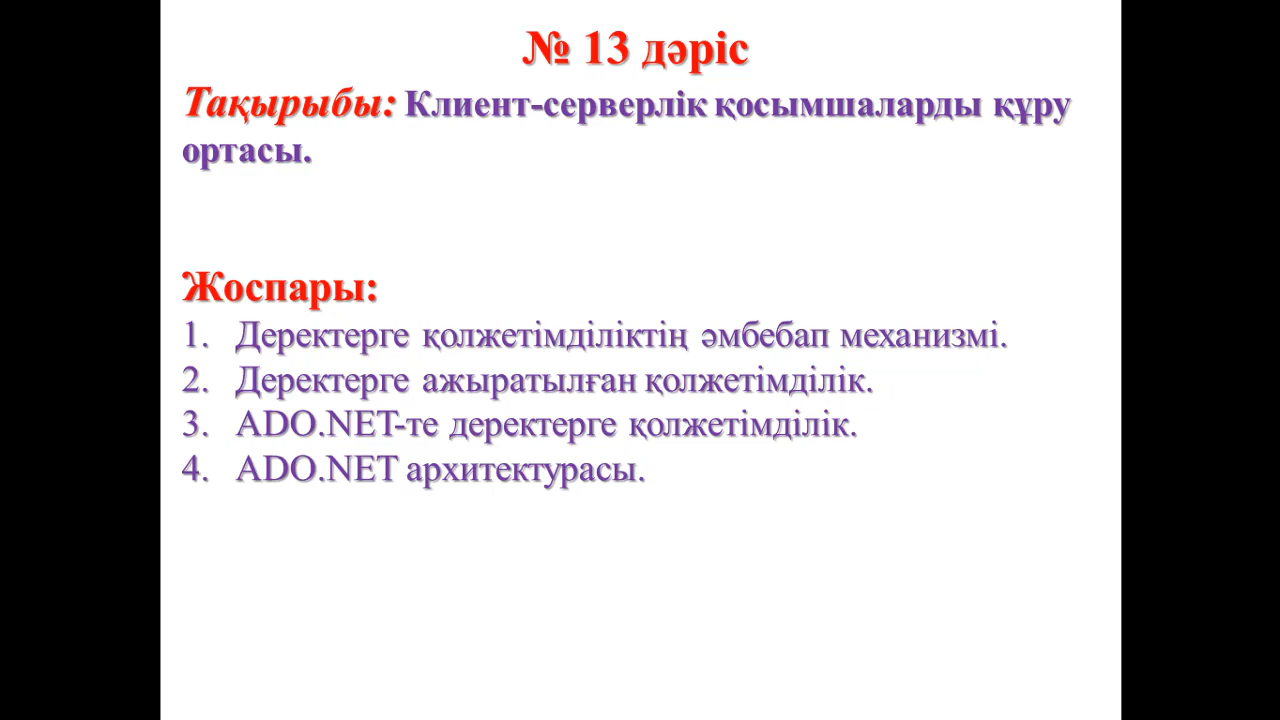 № 13 дәріс
Тақырыбы: Клиент-серверлік қосымшаларды құру
ортасы.
Жоспары:
1. Деректерге қолжетімділіктің әмбебап механизмі.
2. Деректерге ажыратылған қолжетімділік.
3. ADO.NET-те деректерге қолжетімділік.
4. ADO.NET архитектурасы.